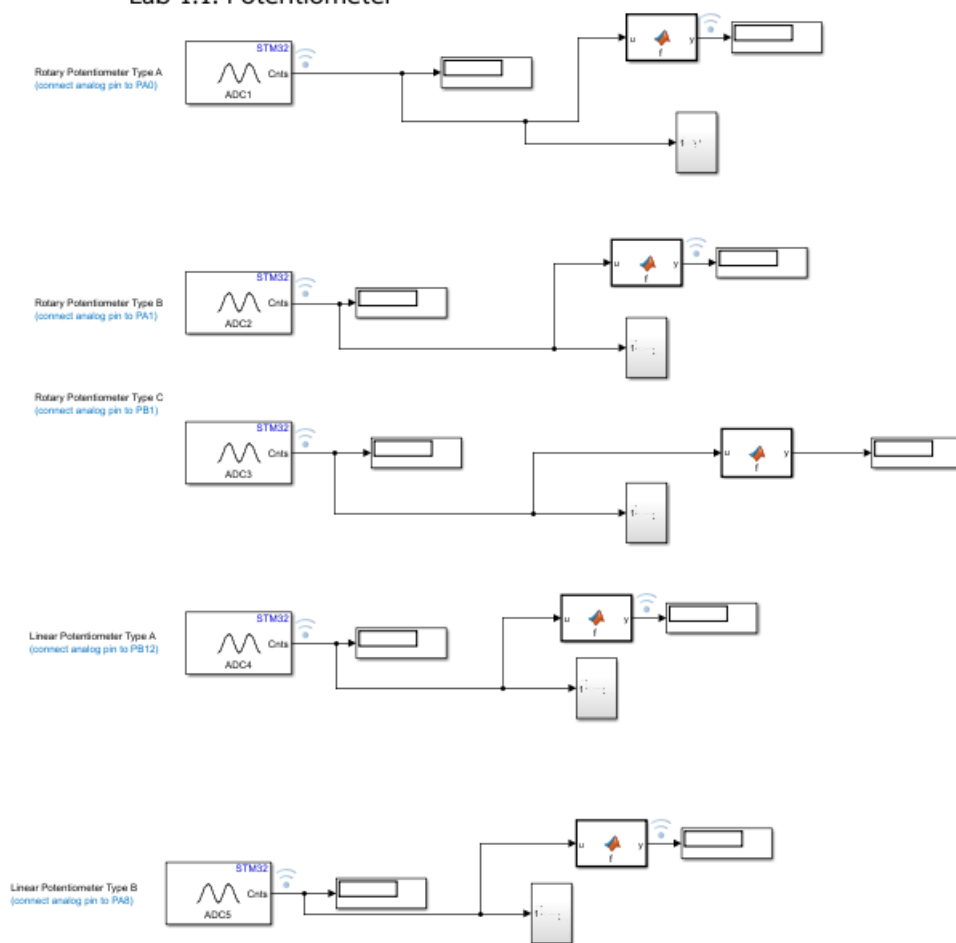 Lab 1.1. Potentiometer
Rotary Potentiometer Type A
(connect analog pin to PA0)
STM32
Cnts
ADC1
u
y
f
Rotary Potentiometer Type B
(connect analog pin to PA1)
STM32
Cnts
ADC2
u
y
f
Rotary Potentiometer Type C
(connect analog pin to PB1)
STM32
Cnts
ADC3
u
y
f
Linear Potentiometer Type A
(connect analog pin to PB12)
STM32
Cnts
ADC4
u
y
f
Linear Potentiometer Type B
(connect analog pin to PA8)
STM32
Cnts
ADC5
u
y
f